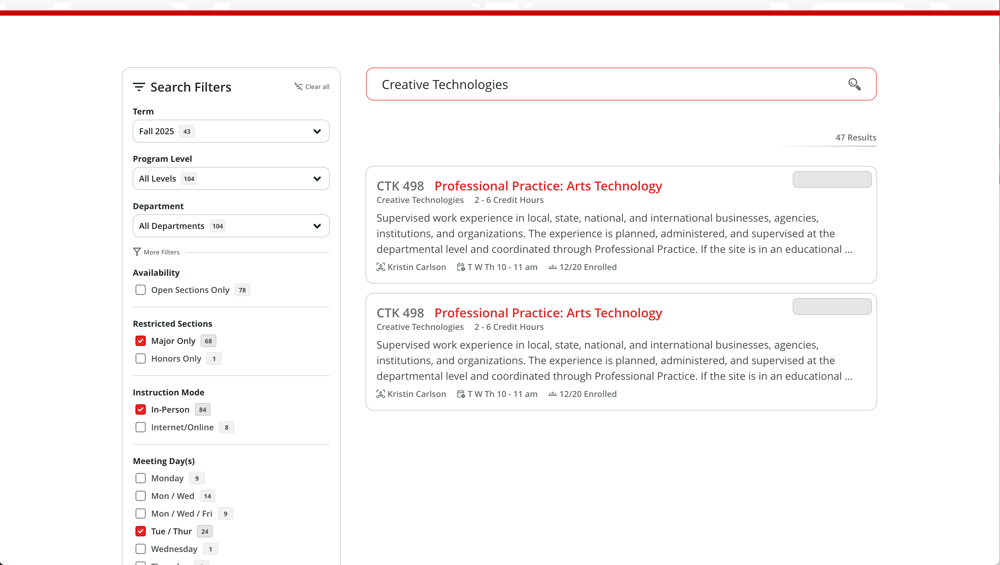 Search Filters
Clear all
Term
Fall 2025 43
Program Level
All Levels 104
Department
All Departments 104
More Filters
Availability
Open Sections Only 78
Restricted Sections
Major Only 68
Honors Only 1
Instruction Mode
In-Person 84
Internet/Online 8
Meeting Day(s)
Monday 9
Mon / Wed 14
Mon / Wed / Fri 9
Tue / Thur 24
Wednesday 1
Creative Technologies
47 Results
CTK 498 Professional Practice: Arts Technology
Creative Technologies 2 - 6 Credit Hours
Supervised work experience in local, state, national, and international businesses, agencies,
institutions, and organizations. The experience is planned, administered, and supervised at the
departmental level and coordinated through Professional Practice. If the site is in an educational ...
Kristin Carlson T W Th 10 - 11 am 12/20 Enrolled
CTK 498 Professional Practice: Arts Technology
Creative Technologies 2 - 6 Credit Hours
Supervised work experience in local, state, national, and international businesses, agencies,
institutions, and organizations. The experience is planned, administered, and supervised at the
departmental level and coordinated through Professional Practice. If the site is in an educational ...
Kristin Carlson T W Th 10 - 11 am 12/20 Enrolled